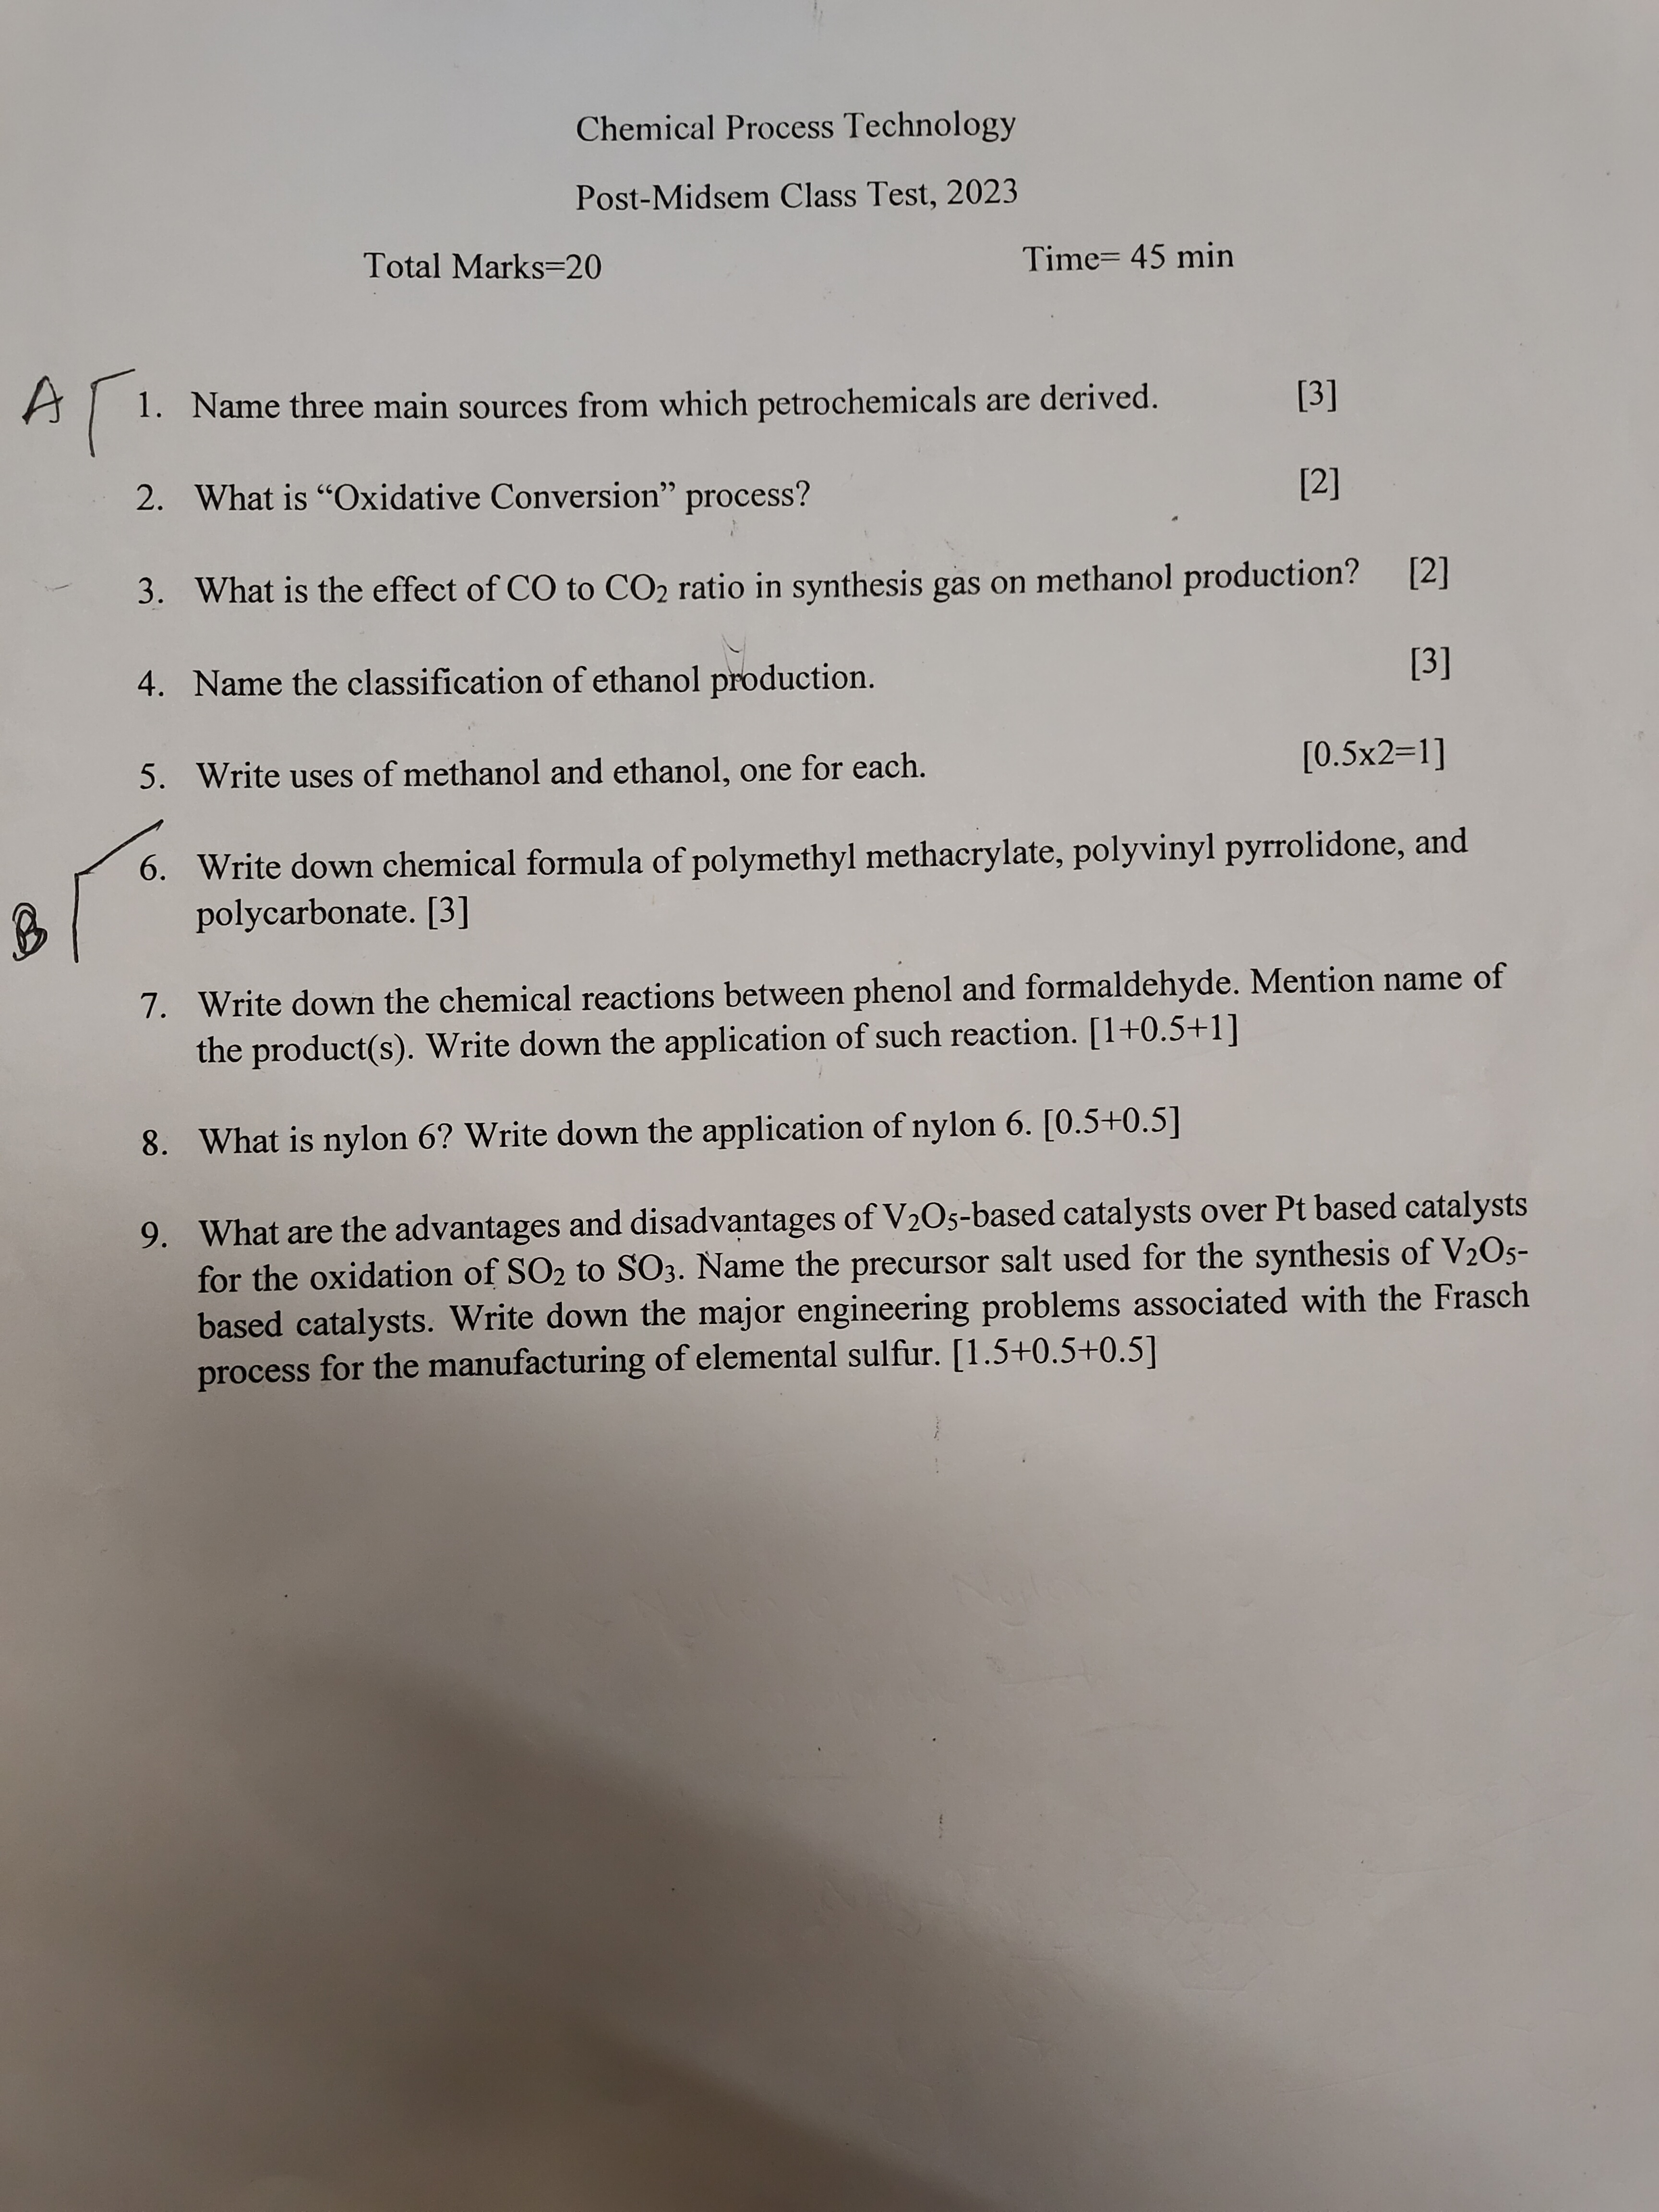 Chemical Process Technology
Post-Midsem Class Test, 2023
Total Marks=20 Time= 45 min
A 1. Name three main sources from which petrochemicals are derived. [3]
2. What is “Oxidative Conversion” process? [2]
3. What is the effect of CO to CO₂ ratio in synthesis gas on methanol production? [2]
4. Name the classification of ethanol production. [3]
5. Write uses of methanol and ethanol, one for each. [0.5x2=1]
6. Write down chemical formula of polymethyl methacrylate, polyvinyl pyrrolidone, and
B polycarbonate. [3]
7. Write down the chemical reactions between phenol and formaldehyde. Mention name of
the product(s). Write down the application of such reaction. [1+0.5+1]
8. What is nylon 6? Write down the application of nylon 6. [0.5+0.5]
9. What are the advantages and disadvantages of V₂O₅-based catalysts over Pt based catalysts
for the oxidation of SO₂ to SO₃. Name the precursor salt used for the synthesis of V₂O₅-
based catalysts. Write down the major engineering problems associated with the Frasch
process for the manufacturing of elemental sulfur. [1.5+0.5+0.5]